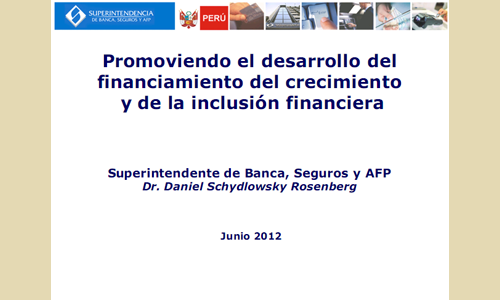 SUPERINTENDENCIA
DE BANCA, SEGUROS Y AFP
PERÚ
Promoviendo el desarrollo del
financiamiento del crecimiento
y de la inclusión financiera
Superintendente de Banca, Seguros y AFP
Dr. Daniel Schydlowsky Rosenberg
Junio 2012